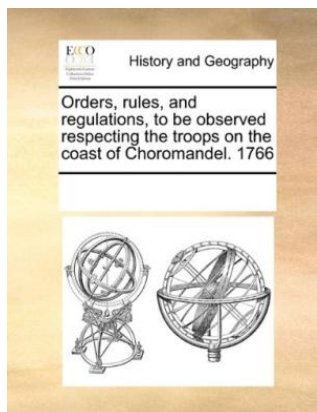 ECCO
History and Geography
Orders, rules, and
regulations, to be observed
respecting the troops on the
coast of Choromandel. 1766